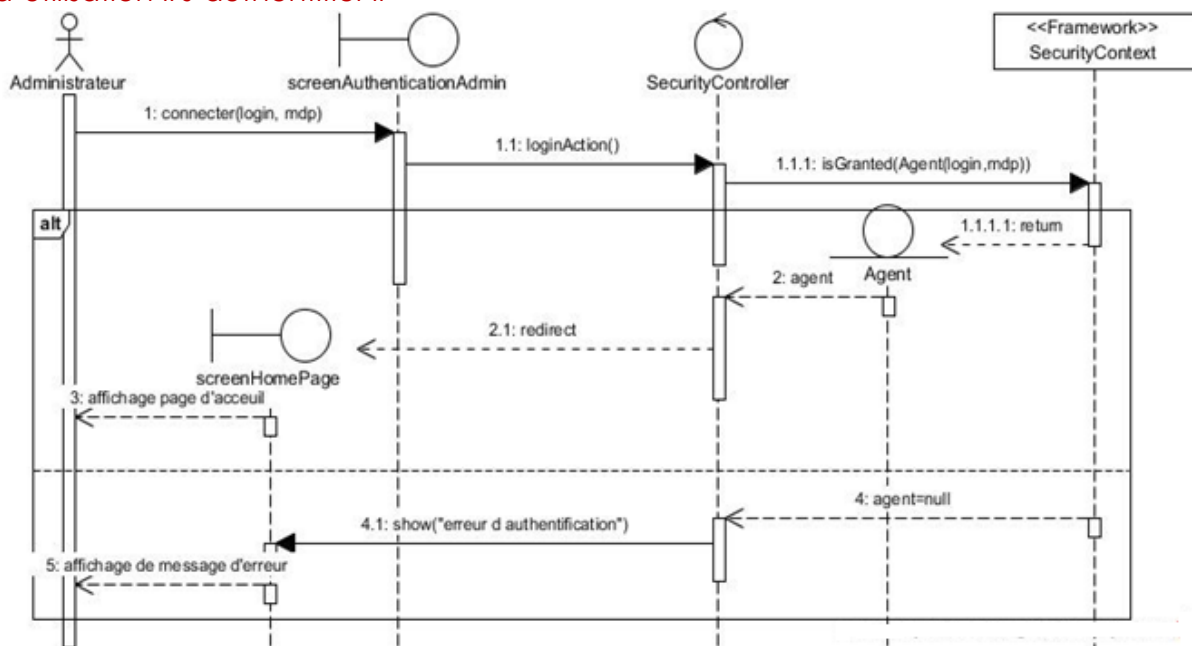 <<Framework>>
SecurityContext
Administrateur
screenAuthenticationAdmin
SecurityController
1: connecter(login, mdp)
1.1: loginAction()
1.1.1: isGranted(Agent(login,mdp))
alt
1.1.1.1: return
Agent
2: agent
2.1: redirect
screenHomePage
3: affichage page d'acceuil
4: agent=null
4.1: show("erreur d authentification")
5: affichage de message d'erreur